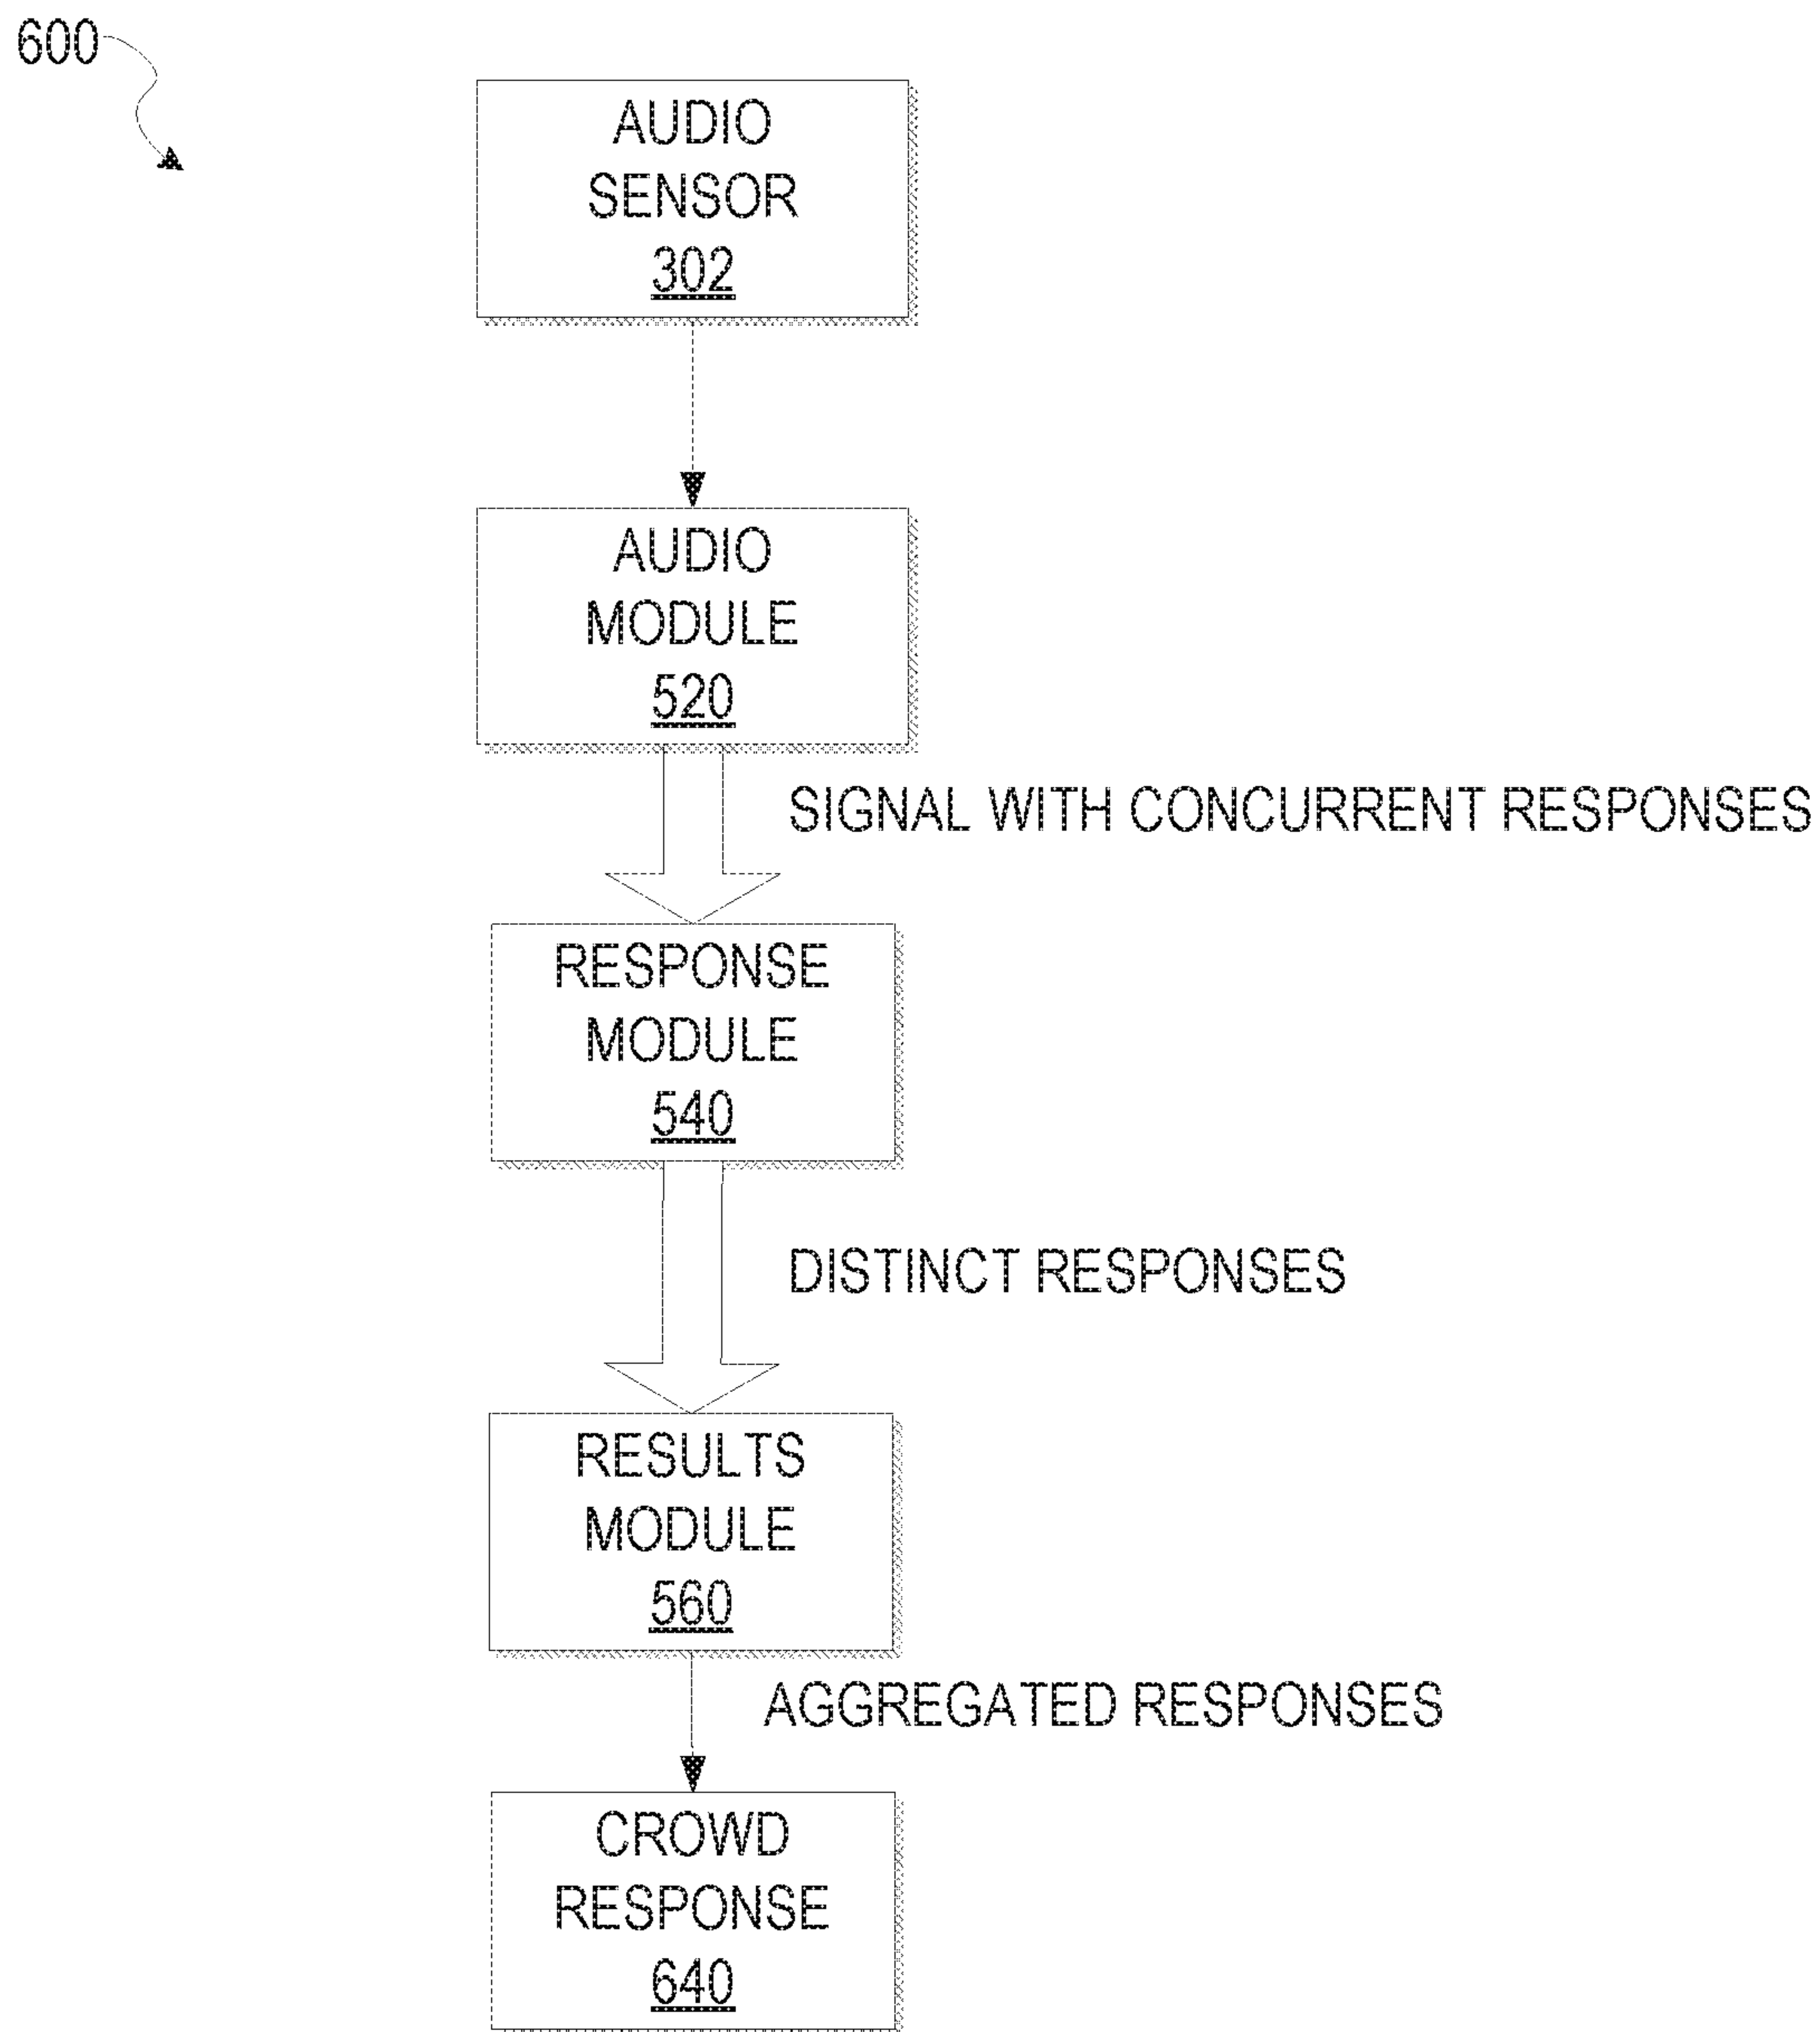 600
AUDIO
SENSOR
302
AUDIO
MODULE
520
SIGNAL WITH CONCURRENT RESPONSES
RESPONSE
MODULE
540
DISTINCT RESPONSES
RESULTS
MODULE
560
AGGREGATED RESPONSES
CROWD
RESPONSE
640